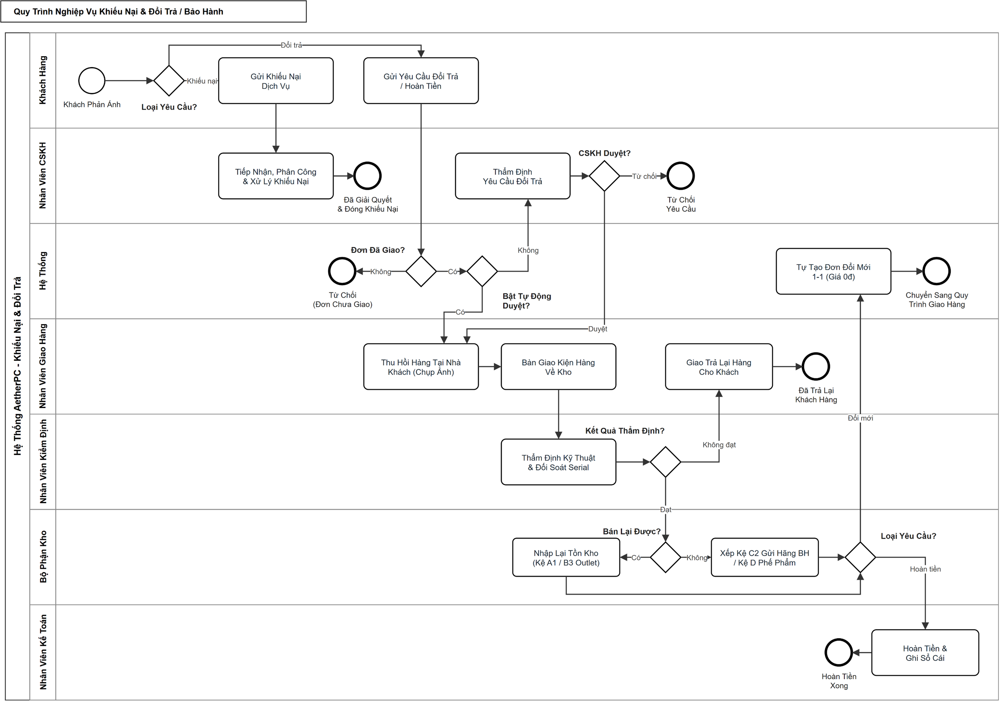 Quy Trình Nghiệp Vụ Khiếu Nại & Đổi Trả / Bảo Hành
Hệ Thống AetherPC - Khiếu Nại & Đổi Trả
Khách Hàng
Khách Phản Ánh
Loại Yêu Cầu?
Đổi trả
Khiếu nại
Gửi Khiếu Nại
Dịch Vụ
Gửi Yêu Cầu Đổi Trả
/ Hoàn Tiền
Nhân Viên CSKH
Tiếp Nhận, Phân Công
& Xử Lý Khiếu Nại
Đã Giải Quyết
& Đóng Khiếu Nại
Thẩm Định
Yêu Cầu Đổi Trả
CSKH Duyệt?
Từ chối
Từ Chối
Yêu Cầu
Hệ Thống
Đơn Đã Giao?
Không
Từ Chối
(Đơn Chưa Giao)
Có
Không
Bật Tự Động
Duyệt?
Có
Tự Tạo Đơn Đổi Mới
1-1 (Giá 0đ)
Chuyển Sang Quy
Trình Giao Hàng
Nhân Viên Giao Hàng
Duyệt
Thu Hồi Hàng Tại Nhà
Khách (Chụp Ảnh)
Bàn Giao Kiện Hàng
Về Kho
Giao Trả Lại Hàng
Cho Khách
Đã Trả Lại
Khách Hàng
Nhân Viên Kiểm Định
Đổi mới
Kết Quả Thẩm Định?
Không đạt
Thẩm Định Kỹ Thuật
& Đối Soát Serial
Đạt
Bộ Phận Kho
Bán Lại Được?
Nhập Lại Tồn Kho
(Kệ A1 / B3 Outlet)
Có
Không
Xếp Kệ C2 Gửi Hãng BH
/ Kệ D Phế Phẩm
Loại Yêu Cầu?
Hoàn tiền
Nhân Viên Kế Toán
Hoàn Tiền &
Ghi Sổ Cái
Hoàn Tiền
Xong